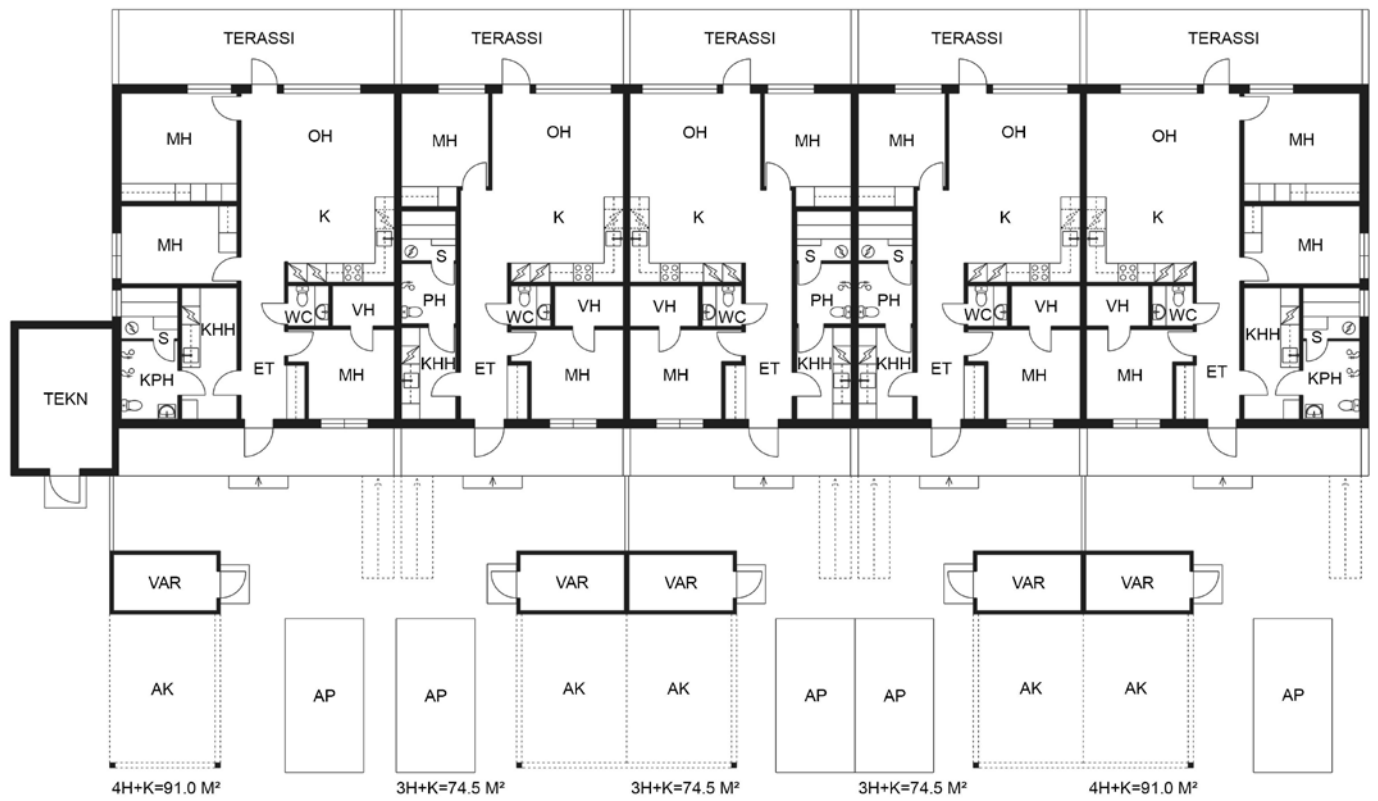 TERASSI TERASSI TERASSI TERASSI TERASSI
MH OH MH OH OH MH MH OH OH MH
K K K K K
MH S S S MH
WC VH PH WC VH VH WC PH PH WC VH VH WC
S KHH KHH S
KPH ET MH KHH ET MH MH ET KHH KHH ET MH MH ET KPH
TEKN
VAR VAR VAR VAR VAR
AK AP AP AK AK AP AP AK AK AP
4H+K=91.0 M² 3H+K=74.5 M² 3H+K=74.5 M² 3H+K=74.5 M² 4H+K=91.0 M²